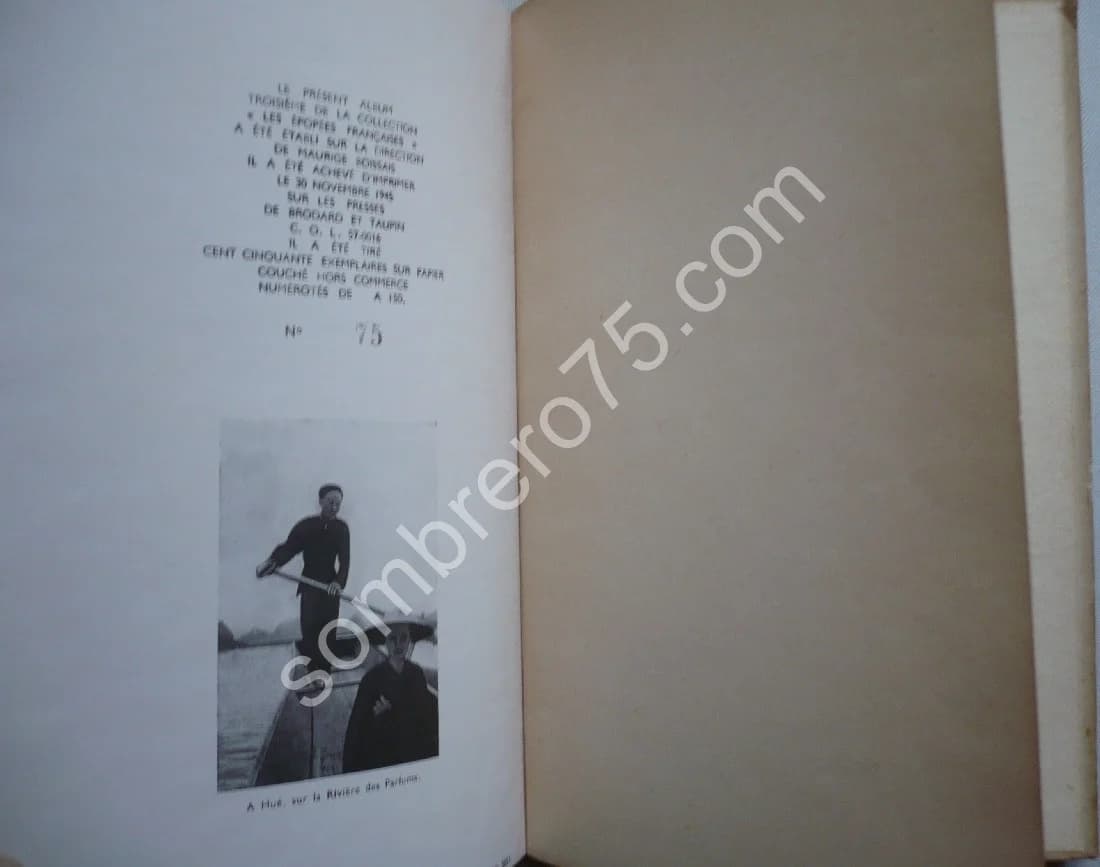 LE PRÉSENT ALBUM
TROISIÈME DE LA COLLECTION
« LES ÉPOPÉES FRANÇAISES »
A ÉTÉ ÉTABLI SUR LA DIRECTION
DE MAURICE BOISSAIS
IL A ÉTÉ ACHEVÉ D'IMPRIMER
LE 30 NOVEMBRE 1945
SUR LES PRESSES
DE BRODARD ET TAUPIN
C. O. L. 57-0016
IL A ÉTÉ TIRÉ
CENT CINQUANTE EXEMPLAIRES SUR PAPIER
COUCHÉ HORS COMMERCE
NUMÉROTÉS DE A 150.
Nº 75
A Hué, sur la Rivière des Parfums.
sombrero75.com